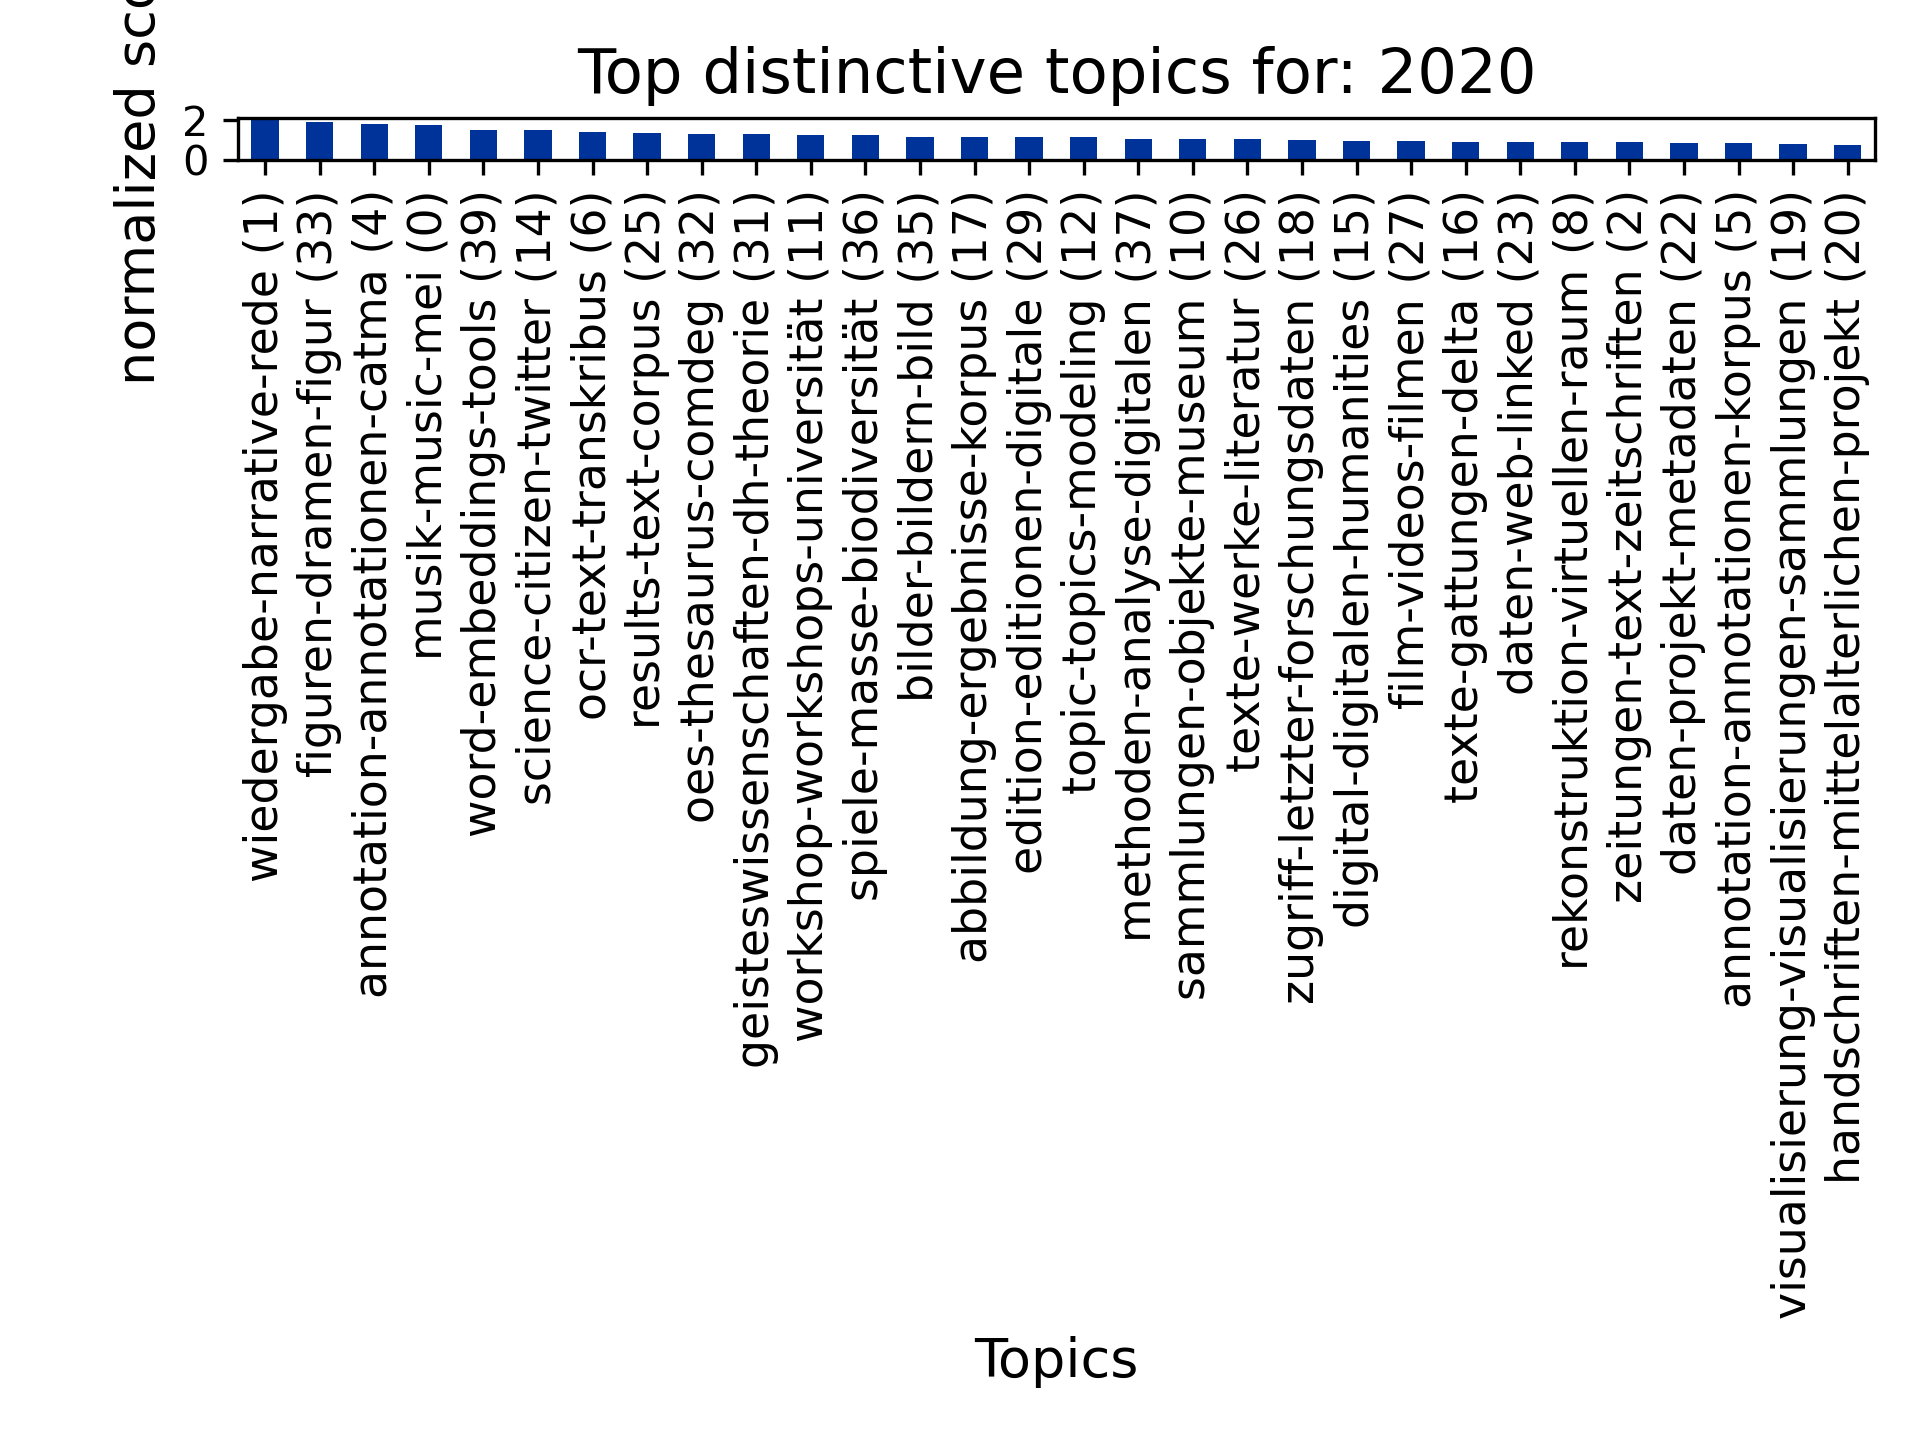 Top distinctive topics for: 2020
normalized
2
0
wiedergabe-narrative-rede (1)
figuren-dramen-figur (33)
annotation-annotationen-catma (4)
musik-music-mei (0)
word-embeddings-tools (39)
science-citizen-twitter (14)
ocr-text-transkribus (6)
results-text-corpus (25)
oes-thesaurus-comdeg (32)
geisteswissenschaften-dh-theorie (31)
workshop-workshops-universität (11)
spiele-masse-biodiversität (36)
bilder-bildern-bild (35)
abbildung-ergebnisse-korpus (17)
edition-editionen-digitale (29)
topic-topics-modeling (12)
methoden-analyse-digitalen (37)
sammlungen-objekte-museum (10)
texte-werke-literatur (26)
zugriff-letzter-forschungsdaten (18)
digital-digitalen-humanities (15)
film-videos-filmen (27)
texte-gattungen-delta (16)
daten-web-linked (23)
rekonstruktion-virtuellen-raum (8)
zeitungen-text-zeitschriften (2)
daten-projekt-metadaten (22)
annotation-annotationen-korpus (5)
visualisierung-visualisierungen-sammlungen (19)
handschriften-mittelalterlichen-projekt (20)
Topics